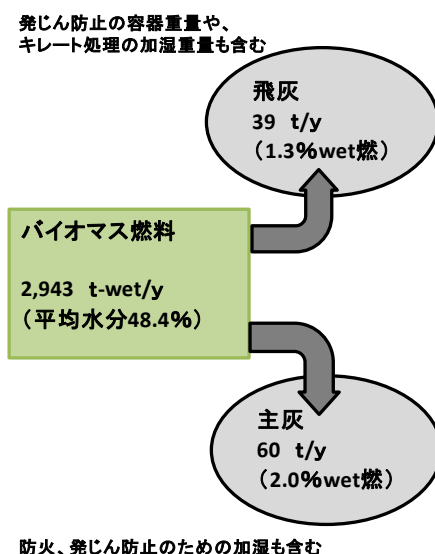 発じん防止の容器重量や、
キレート処理の加湿重量も含む
飛灰
39 t/y
（1.3%wet燃）
バイオマス燃料
2,943 t-wet/y
（平均水分48.4%）
主灰
60 t/y
（2.0%wet燃）
防火、発じん防止のための加湿も含む